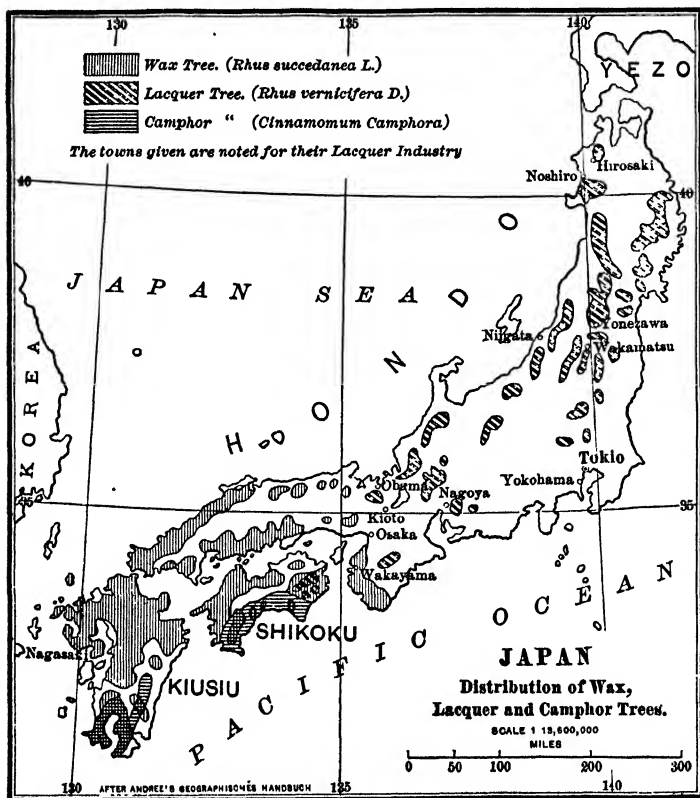 130
135
140
YEZO
Wax Tree. (Rhus succedanea L.)
Lacquer Tree. (Rhus vernicifera D.)
Camphor " (Cinnamomum Camphora)
The towns given are noted for their Lacquer Industry
Hirosaki
Noshiro
40
40
JAPAN SEA
HONDO
KOREA
Niigata
Yonezawa
Wakamatsu
Tokio
Yokohama
Obama
Nagoya
35
35
Kioto
Osaka
Wakayama
SHIKOKU
Nagasaki
KIUSIU
PACIFIC OCEAN
JAPAN
Distribution of Wax,
Lacquer and Camphor Trees.
SCALE 1 13,600,000
MILES
0 50 100 150 200
130
AFTER ANDREE'S GEOGRAPHISCHES HANDBUCH
135
140